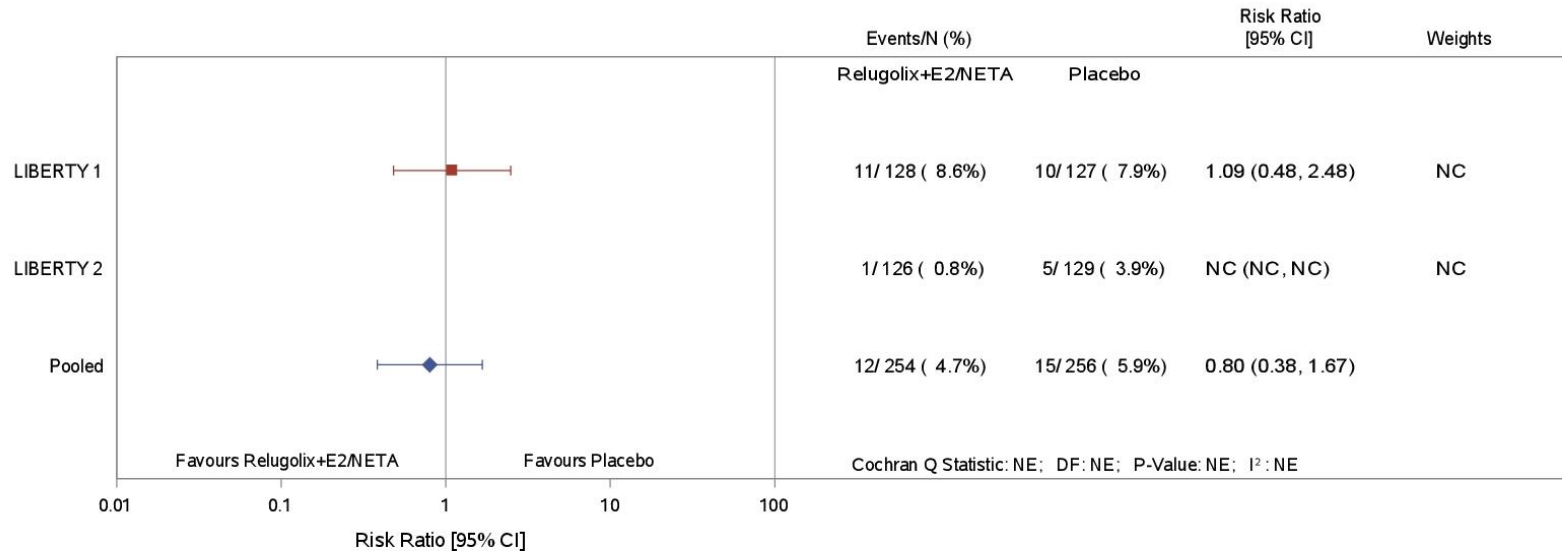 Events/N (%) Risk Ratio [95% CI] Weights
Relugolix+E2/NETA Placebo
LIBERTY 1 11/ 128 ( 8.6%) 10/ 127 ( 7.9%) 1.09 (0.48, 2.48) NC
LIBERTY 2 1/ 126 ( 0.8%) 5/ 129 ( 3.9%) NC (NC, NC) NC
Pooled 12/ 254 ( 4.7%) 15/ 256 ( 5.9%) 0.80 (0.38, 1.67)
Favours Relugolix+E2/NETA Favours Placebo Cochran Q Statistic: NE; DF: NE; P-Value: NE; I² : NE
0.01 0.1 1 10 100
Risk Ratio [95% CI]